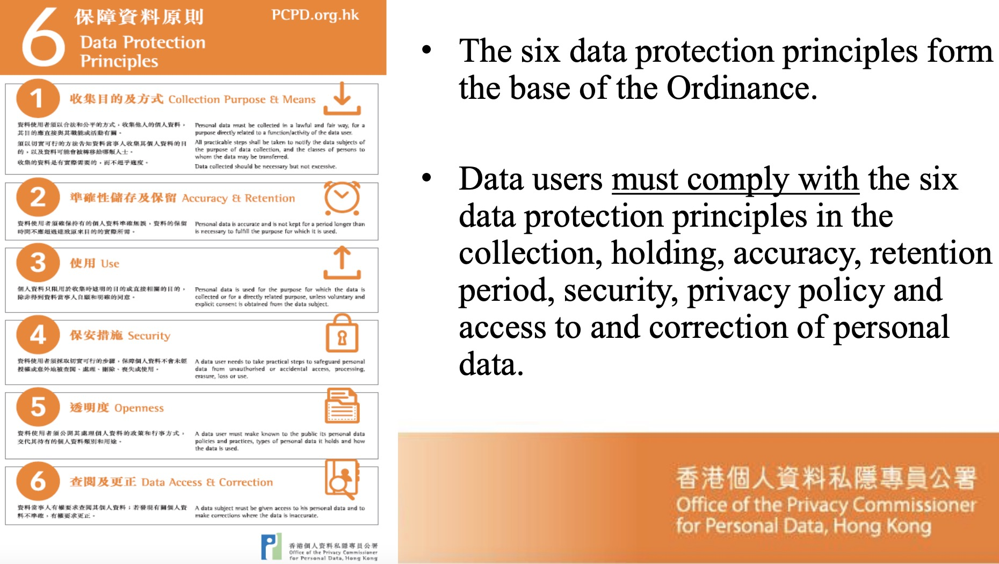 6
保障資料原則
Data Protection
Principles
PCPD.org.hk
1
收集目的及方式 Collection Purpose & Means
資料使用者須以合法和公平的方式，收集他人的個人資料，
其目的應直接與其職能或活動有關。
須以切實可行的方法告知資料當事人收集其個人資料的目
的，以及資料可能會被轉移給哪類人士。
收集的資料是有實際需要的，而不超乎適度。
Personal data must be collected in a lawful and fair way, for a
purpose directly related to a function/activity of the data user.
All practicable steps shall be taken to notify the data subjects of
the purpose of data collection, and the classes of persons to
whom the data may be transferred.
Data collected should be necessary but not excessive.
2
準確性儲存及保留 Accuracy & Retention
資料使用者須確保持有的個人資料準確無誤，資料的保留
時間不應超過達致原來目的的實際所需。
Personal data is accurate and is not kept for a period longer than
is necessary to fulfill the purpose for which it is used.
3
使用 Use
個人資料只限用於收集時述明的目的或直接相關的目的，
除非得到資料當事人自願和明確的同意。
Personal data is used for the purpose for which the data is
collected or for a directly related purpose, unless voluntary and
explicit consent is obtained from the data subject.
4
保安措施 Security
資料使用者須採取切實可行的步驟，保障個人資料不會未經
授權或意外地被查閱、處理、刪除、喪失或使用。
A data user needs to take practical steps to safeguard personal
data from unauthorised or accidental access, processing,
erasure, loss or use.
5
透明度 Openness
資料使用者須公開其處理個人資料的政策和行事方式，
交代其持有的個人資料類別和用途。
A data user must make known to the public its personal data
policies and practices, types of personal data it holds and how
the data is used.
6
查閱及更正 Data Access & Correction
資料當事人有權要求查閱其個人資料；若發現有關個人資
料不準確，有權要求更正。
A data subject must be given access to his personal data and to
make corrections where the data is inaccurate.
香港個人資料私隱專員公署
Office of the Privacy Commissioner
for Personal Data, Hong Kong
• The six data protection principles form
the base of the Ordinance.
• Data users must comply with the six
data protection principles in the
collection, holding, accuracy, retention
period, security, privacy policy and
access to and correction of personal
data.
香港個人資料私隱專員公署
Office of the Privacy Commissioner
for Personal Data, Hong Kong